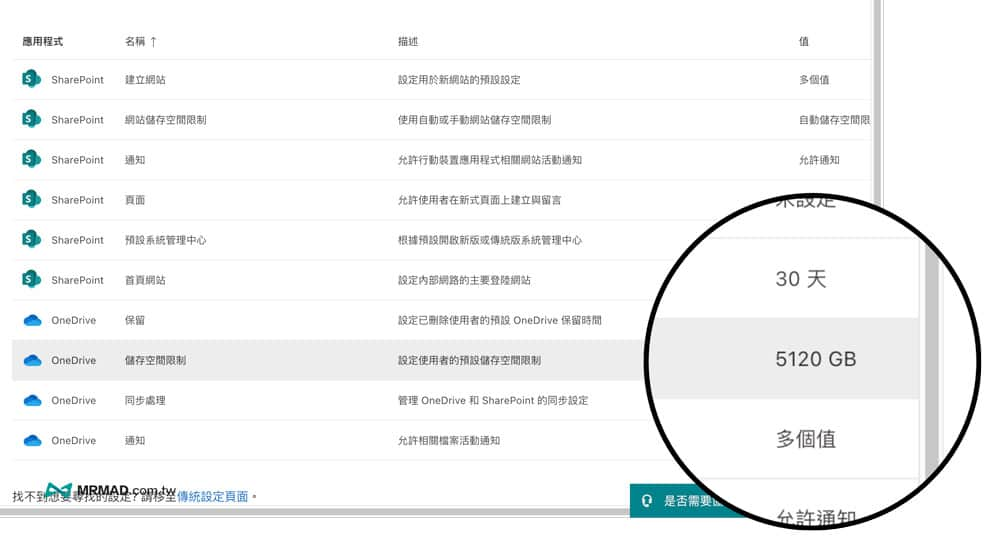 應用程式 名稱 ↑ 描述 值
SharePoint 建立網站 設定用於新網站的預設設定 多個值
SharePoint 網站儲存空間限制 使用自動或手動網站儲存空間限制 自動儲存空間限
SharePoint 通知 允許行動裝置應用程式相關網站活動通知 允許通知
SharePoint 頁面 允許使用者在新式頁面上建立與留言
未設定
SharePoint 預設系統管理中心 根據預設開啟新版或傳統版系統管理中心
SharePoint 首頁網站 設定內部網路的主要登陸網站 30 天
OneDrive 保留 設定已刪除使用者的預設 OneDrive 保留時間
OneDrive 儲存空間限制 設定使用者的預設儲存空間限制 5120 GB
OneDrive 同步處理 管理 OneDrive 和 SharePoint 的同步設定
OneDrive 通知 允許相關檔案活動通知 多個值
找不到想要尋找的設定? 請移至傳統設定頁面。
MRMAD.com.tw
是否需要
允許通知